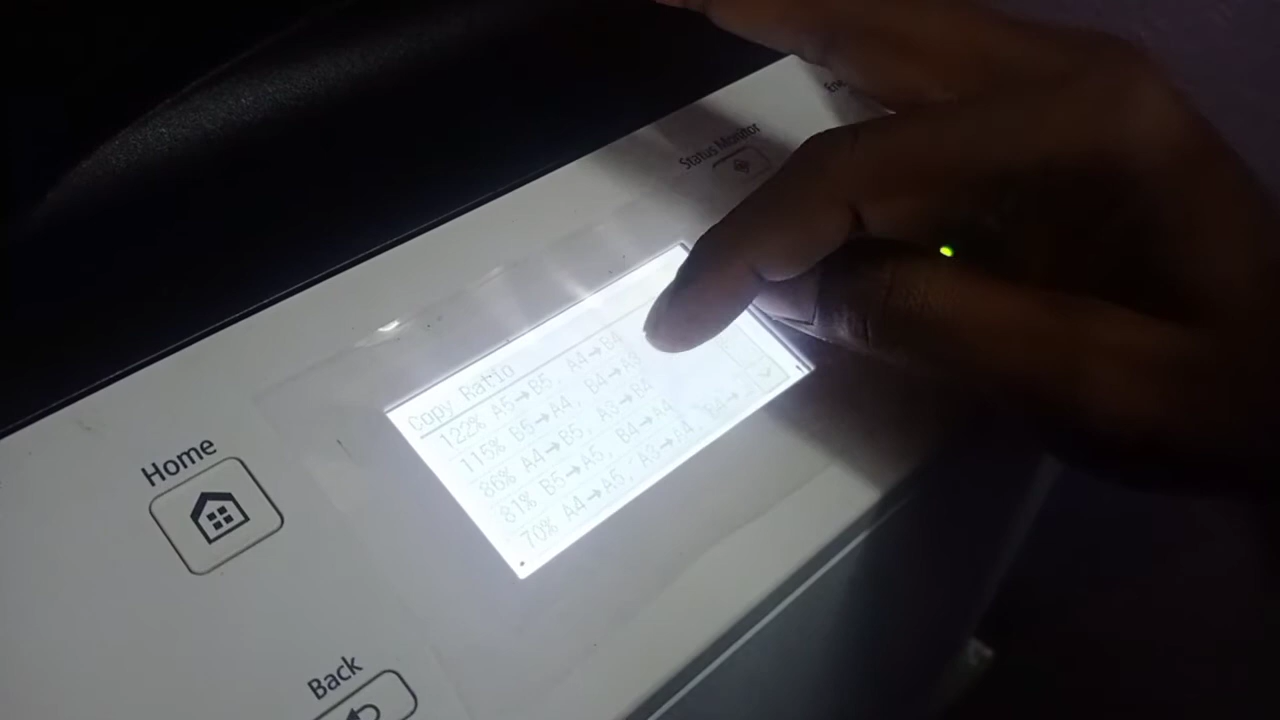 Status Monitor
Copy Ratio
122% A5→B5, A4→B4
115% B5→A4, B4→A3
86% A4→B5, A3→B4
81% B5→A5, B4→A4
70% A4→A5, A3→A4, B4→
Home
Back